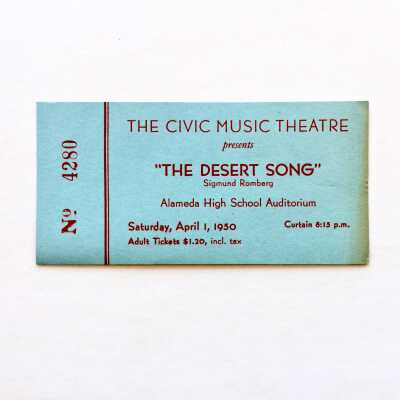 Nº 4280
THE CIVIC MUSIC THEATRE
presents
"THE DESERT SONG"
Sigmund Romberg
Alameda High School Auditorium
Saturday, April 1, 1950
Curtain 8:15 p.m.
Adult Tickets $1.20, incl. tax